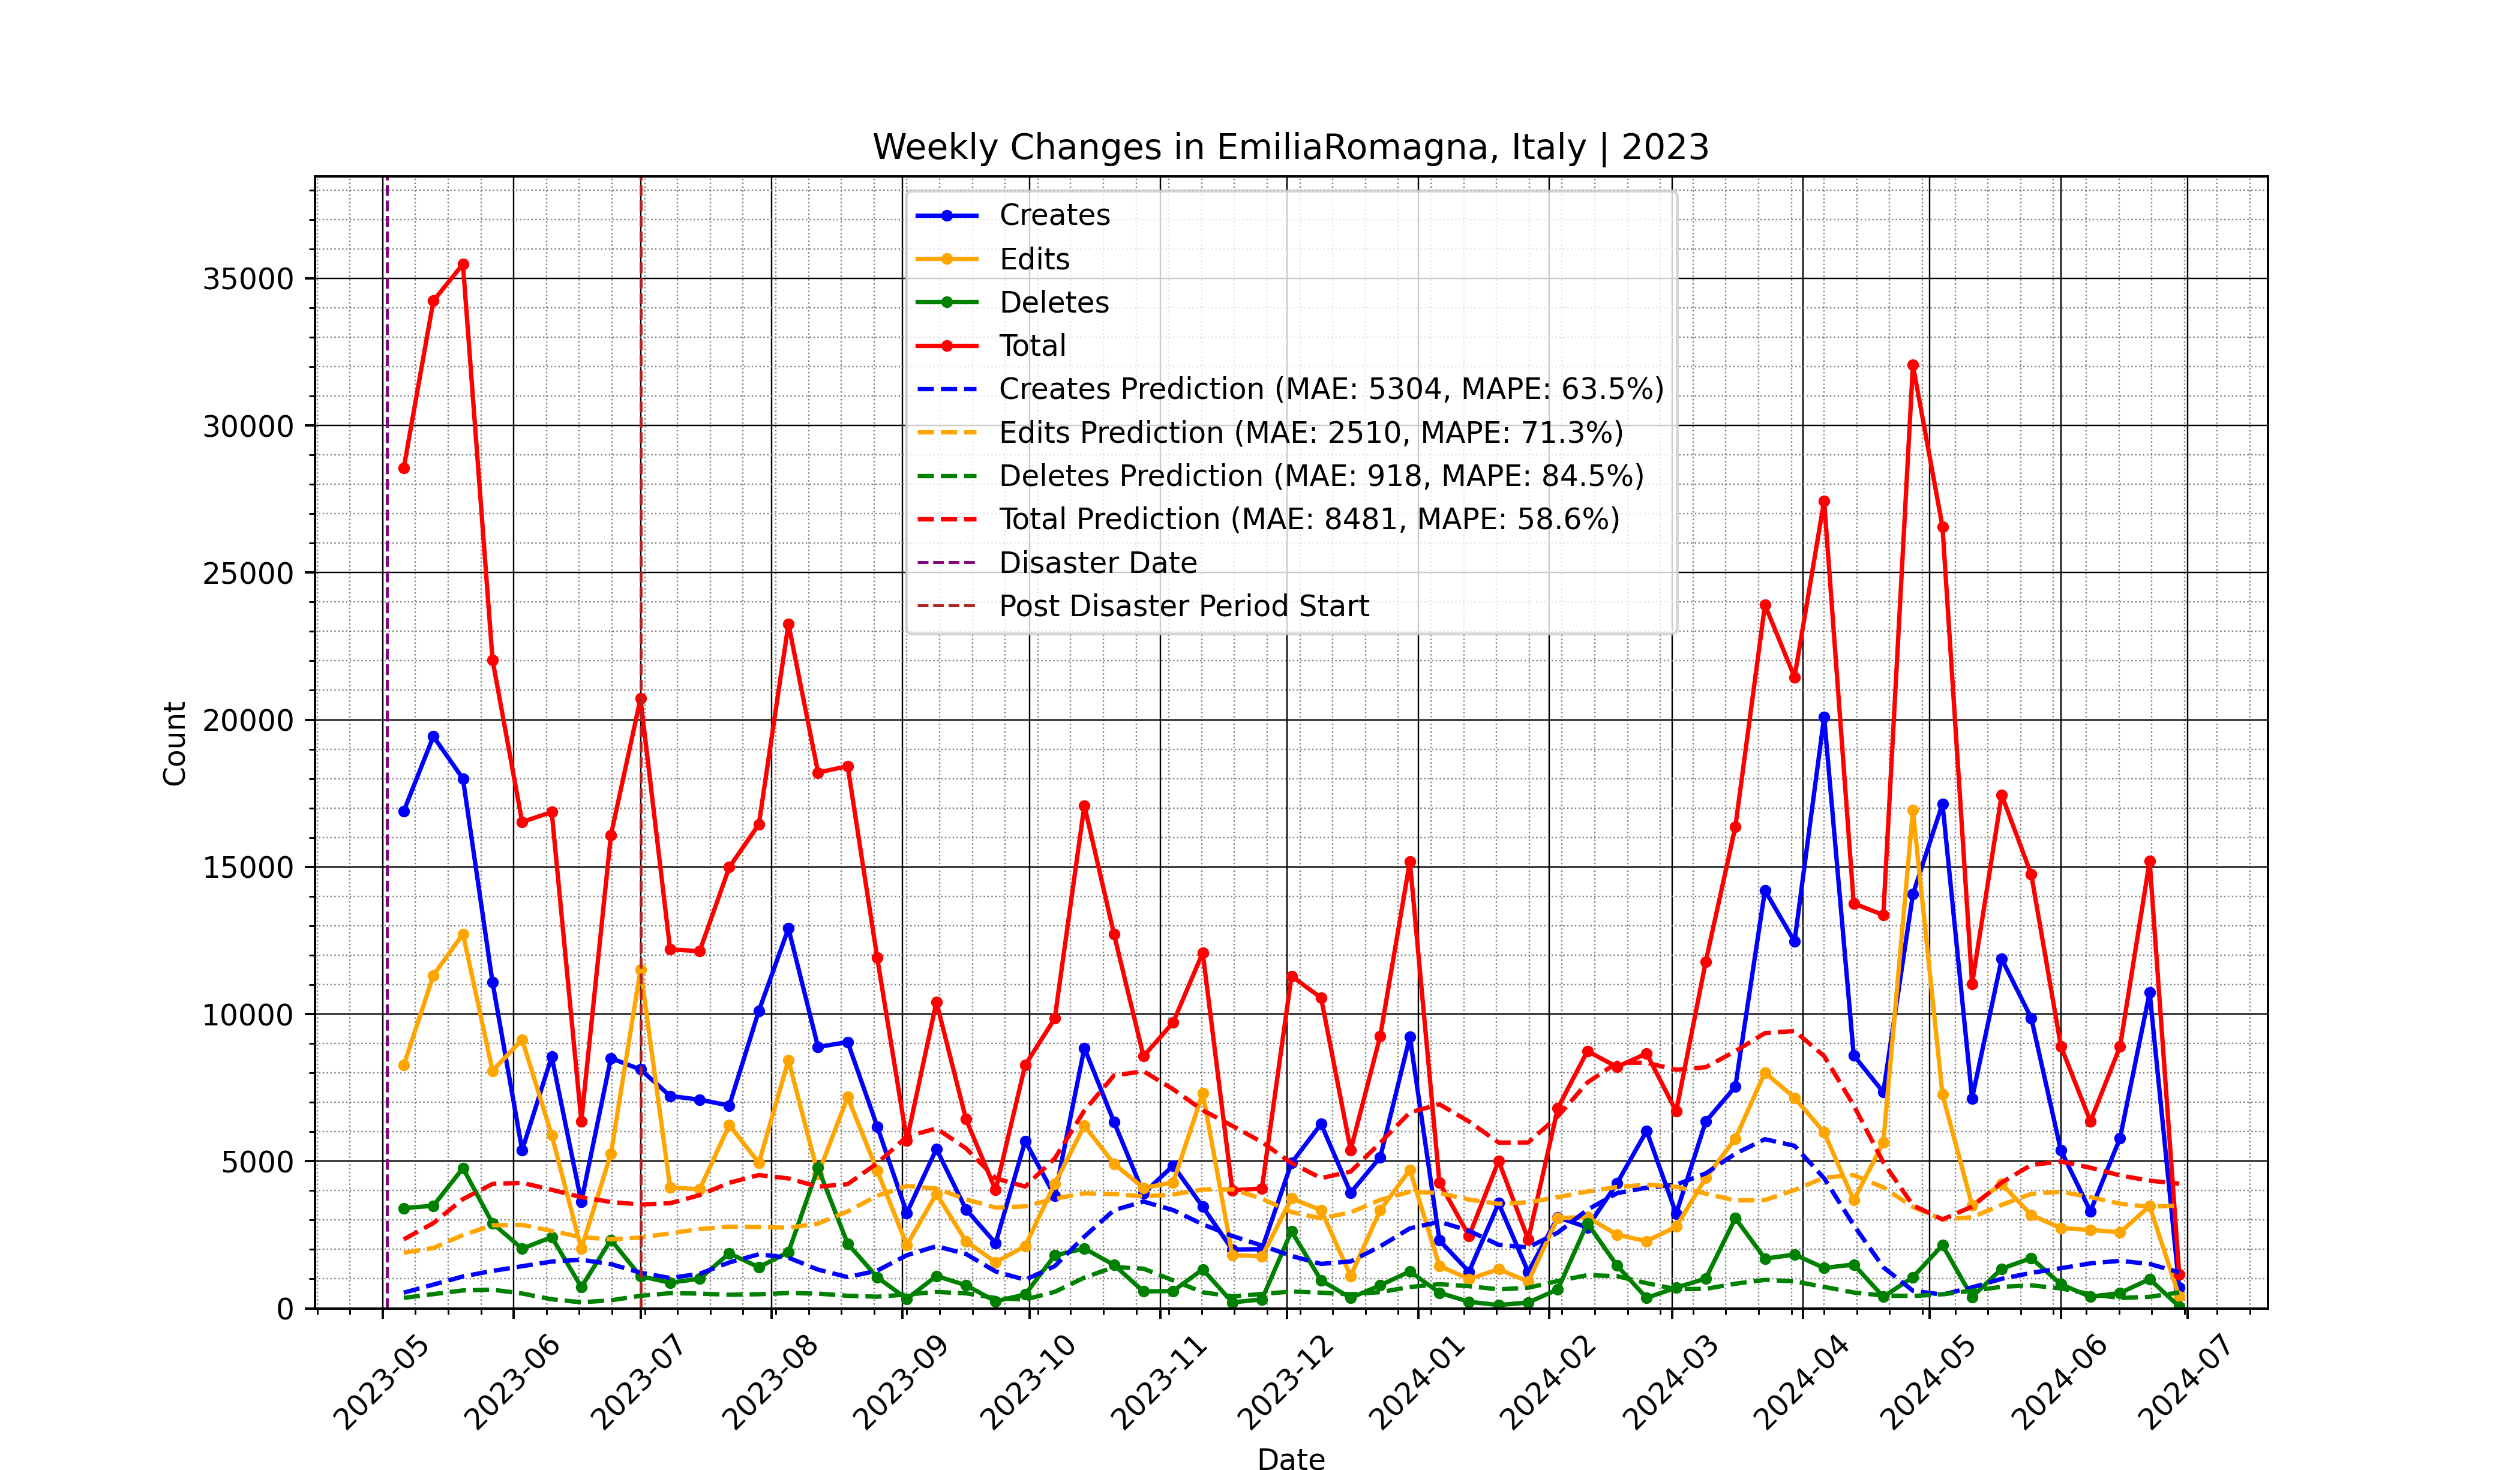 Weekly Changes in EmiliaRomagna, Italy | 2023
Creates
Edits
Deletes
Total
Creates Prediction (MAE: 5304, MAPE: 63.5%)
Edits Prediction (MAE: 2510, MAPE: 71.3%)
Deletes Prediction (MAE: 918, MAPE: 84.5%)
Total Prediction (MAE: 8481, MAPE: 58.6%)
Disaster Date
Post Disaster Period Start
Count
35000
30000
25000
20000
15000
10000
5000
0
2023-05
2023-06
2023-07
2023-08
2023-09
2023-10
2023-11
2023-12
2024-01
2024-02
2024-03
2024-04
2024-05
2024-06
2024-07
Date